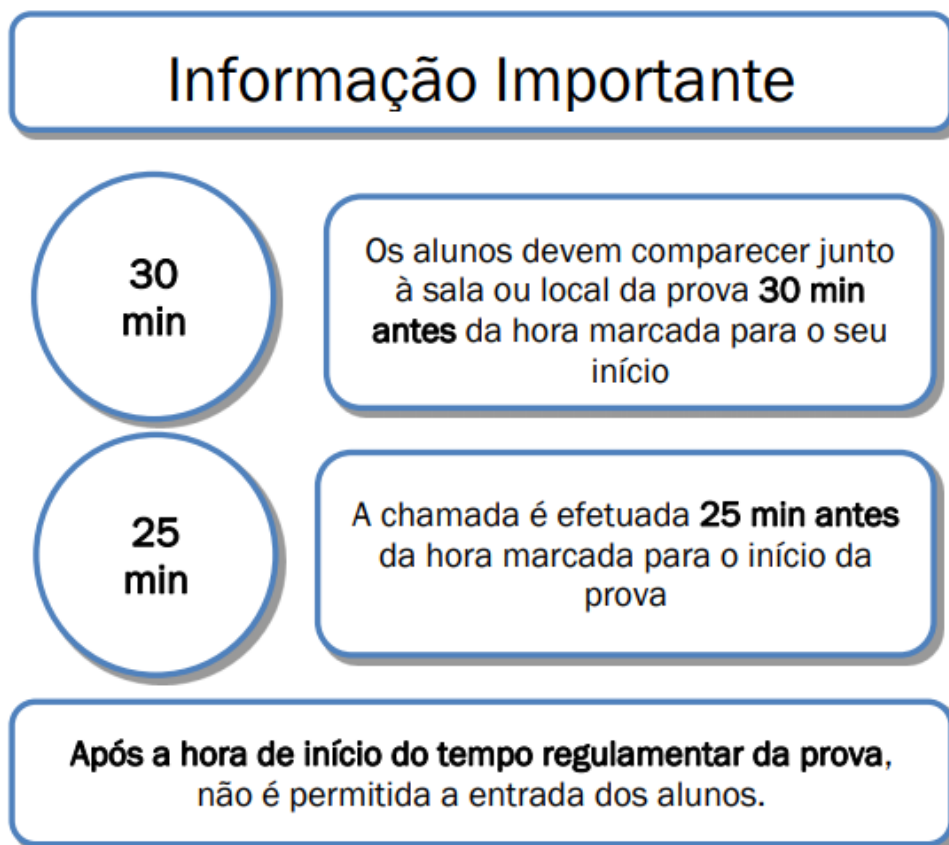 Informação Importante
30
min
Os alunos devem comparecer junto
à sala ou local da prova 30 min
antes da hora marcada para o seu
início
25
min
A chamada é efetuada 25 min antes
da hora marcada para o início da
prova
Após a hora de início do tempo regulamentar da prova,
não é permitida a entrada dos alunos.